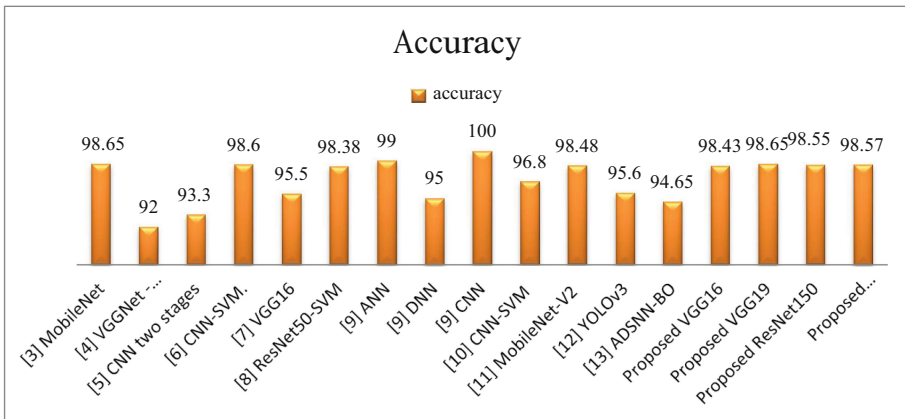 Accuracy
accuracy
98.65
92
93.3
98.6
95.5
98.38
99
95
100
96.8
98.48
95.6
94.65
98.43
98.65
98.55
98.57
[3] MobileNet
[4] VGGNet -...
[5] CNN two stages
[6] CNN-SVM.
[7] VGG16
[8] ResNet50-SVM
[9] ANN
[9] DNN
[9] CNN
[10] CNN-SVM
[11] MobileNet-V2
[12] YOLOv3
[13] ADSNN-BO
Proposed VGG16
Proposed VGG19
Proposed ResNet150
Proposed...